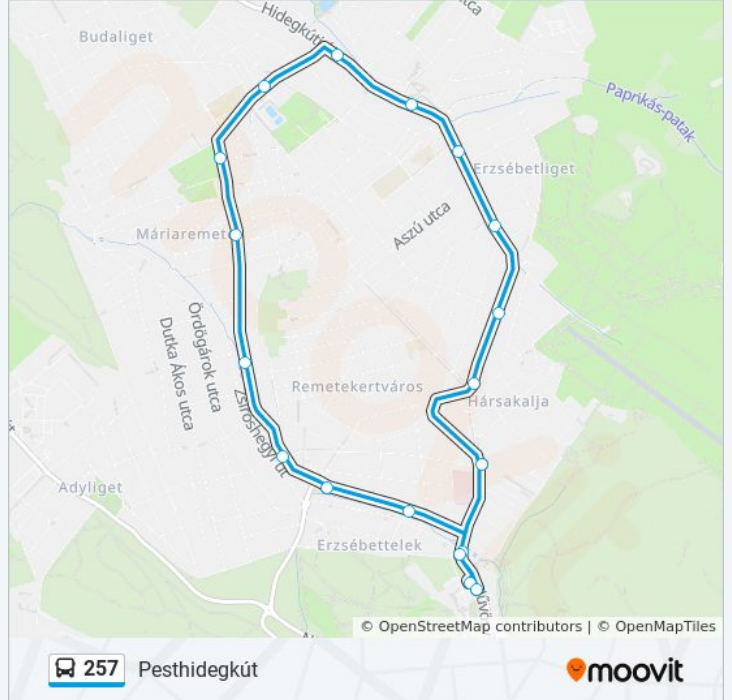 Hidegkúti
utca
Budaliget
Paprikás-patak
Erzsébetliget
Aszú utca
Máriaremete
Ördögárok utca
Dutka Ákos utca
Zsíroshegyi út
Remetekertváros
Hársakalja
Adyliget
Erzsébettelek
© OpenStreetMap contributors | © OpenMapTiles
257 Pesthidegkút
moovit